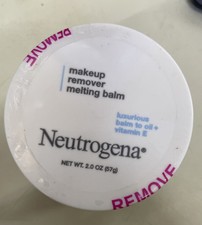 REMOVE
makeup
remover
melting balm
luxurious
balm to oil +
vitamin E
Neutrogena®
NET WT. 2.0 OZ (57g)
REMOVE